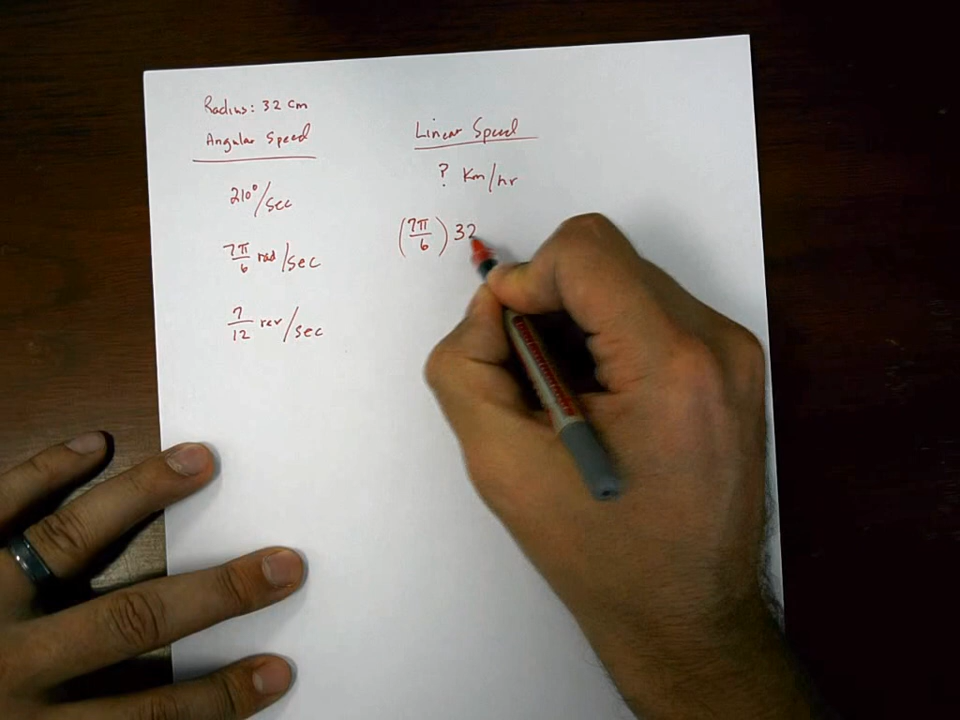 Radius: 32 cm
Angular Speed
210°/sec
7π/6 rad/sec
7/12 rev/sec
Linear Speed
? Km/hr
(7π/6) 32